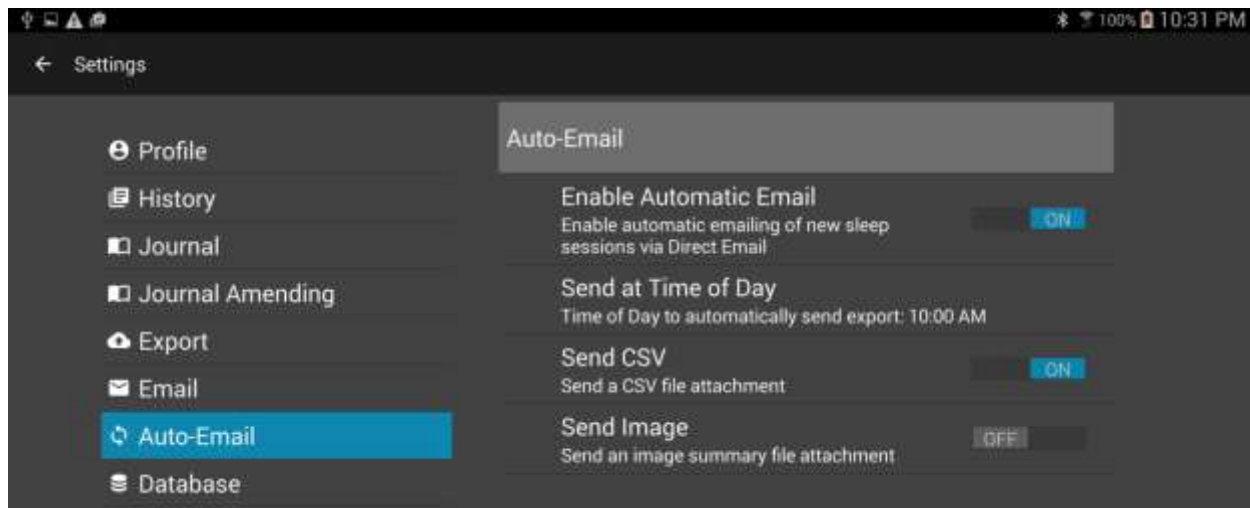 100% 10:31 PM
Settings
Profile
History
Journal
Journal Amending
Export
Email
Auto-Email
Database
Auto-Email
Enable Automatic Email
Enable automatic emailing of new sleep
sessions via Direct Email
ON
Send at Time of Day
Time of Day to automatically send export: 10:00 AM
Send CSV
Send a CSV file attachment
ON
Send Image
Send an image summary file attachment
OFF